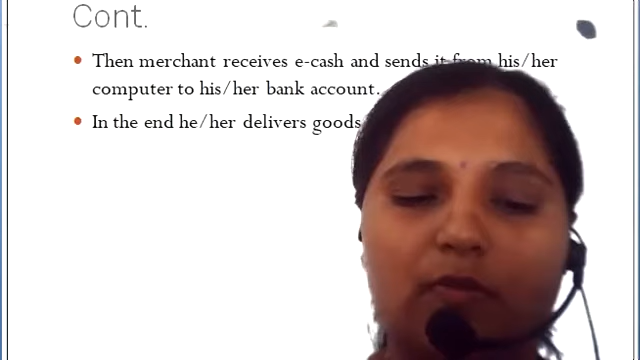 Cont.
Then merchant receives e-cash and sends it from his/her
computer to his/her bank account.
In the end he/her delivers goods